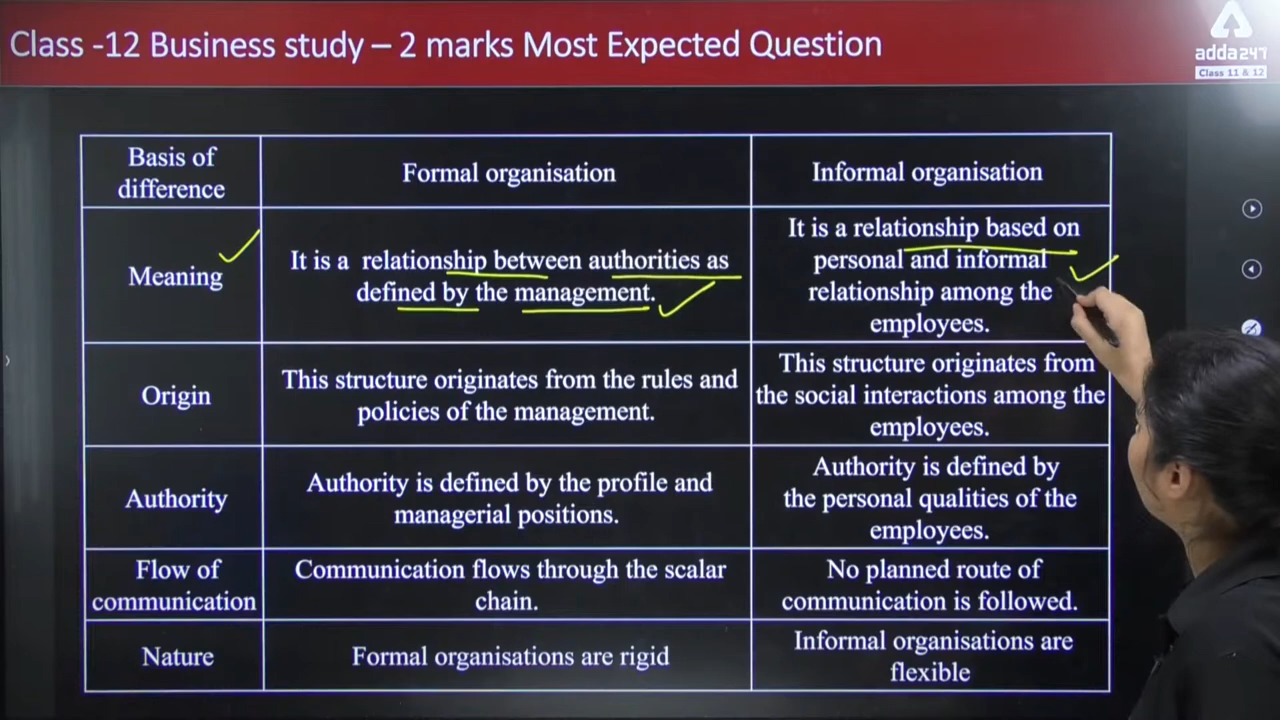 Class -12 Business study – 2 marks Most Expected Question
adda247
Class 11 & 12
Basis of
difference
Formal organisation
Informal organisation
Meaning
It is a relationship between authorities as
defined by the management.
It is a relationship based on
personal and informal
relationship among the
employees.
Origin
This structure originates from the rules and
policies of the management.
This structure originates from
the social interactions among the
employees.
Authority
Authority is defined by the profile and
managerial positions.
Authority is defined by
the personal qualities of the
employees.
Flow of
communication
Communication flows through the scalar
chain.
No planned route of
communication is followed.
Nature
Formal organisations are rigid
Informal organisations are
flexible